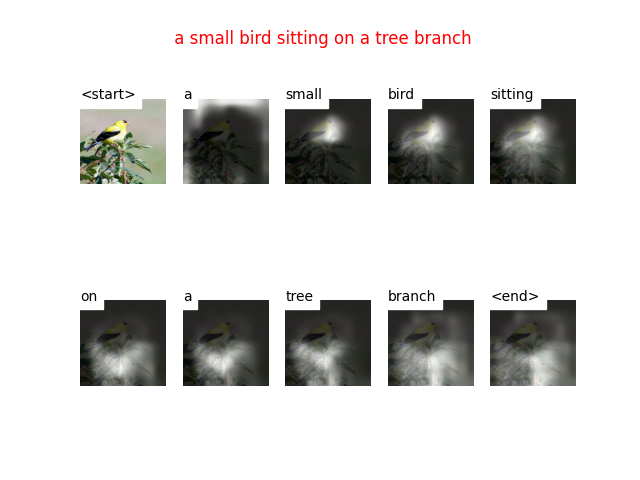 a small bird sitting on a tree branch
<start> a small bird sitting
on a tree branch <end>